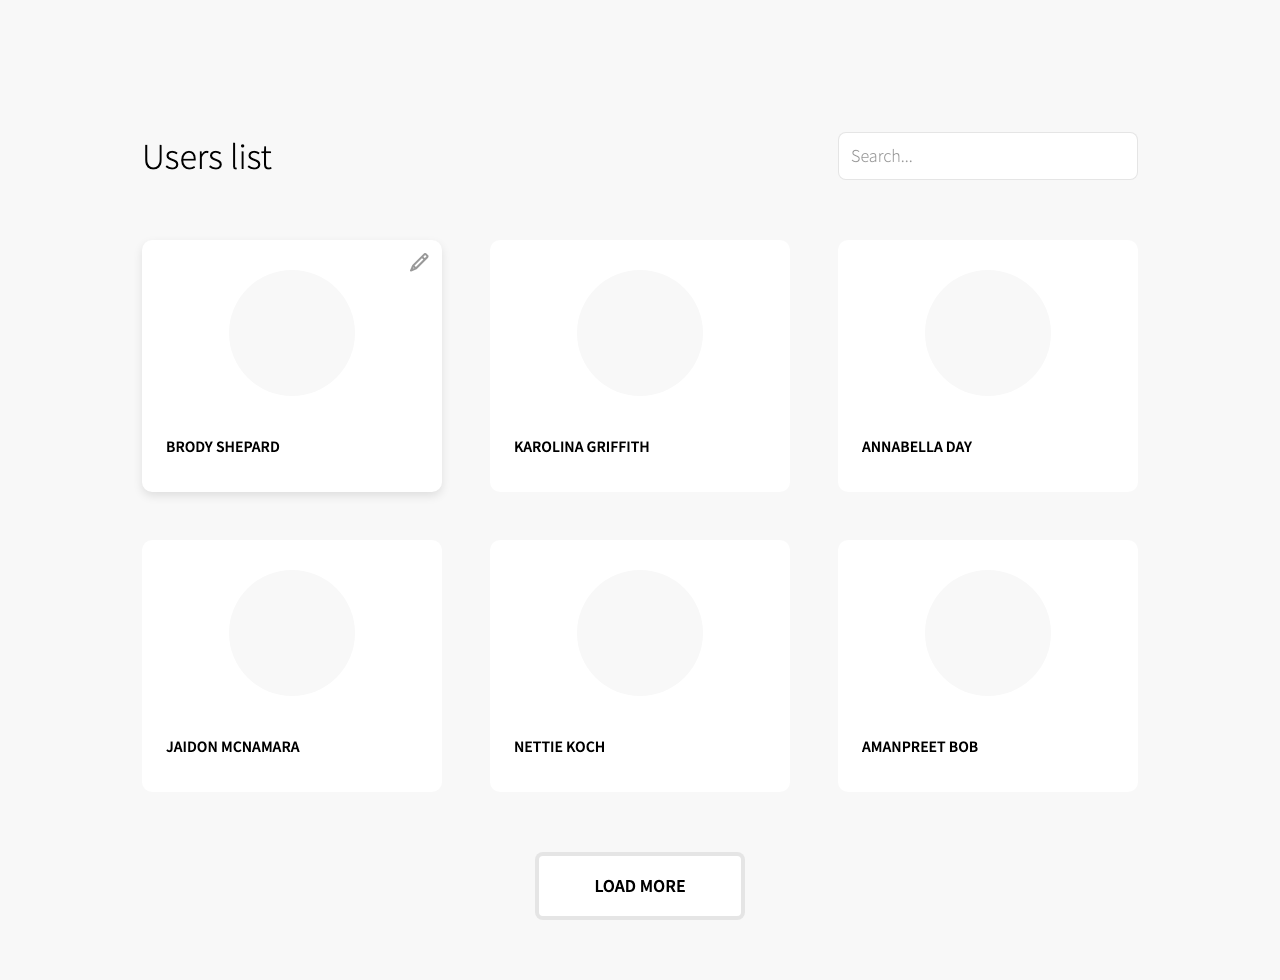 Users list
Search...
BRODY SHEPARD
KAROLINA GRIFFITH
ANNABELLA DAY
JAIDON MCNAMARA
NETTIE KOCH
AMANPREET BOB
LOAD MORE